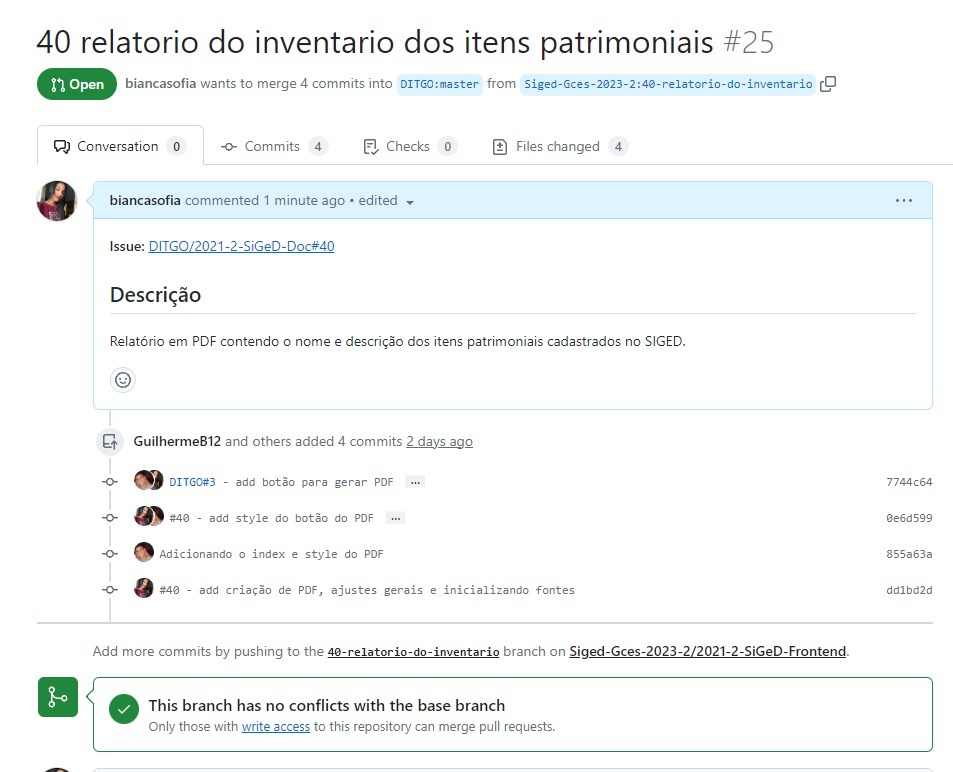 40 relatorio do inventario dos itens patrimoniais #25
Open biancasofia wants to merge 4 commits into DITGO:master from Siged-Gces-2023-2:40-relatorio-do-inventario
Conversation 0 Commits 4 Checks 0 Files changed 4
biancasofia commented 1 minute ago • edited
Issue: DITGO/2021-2-SiGeD-Doc#40
Descrição
Relatório em PDF contendo o nome e descrição dos itens patrimoniais cadastrados no SIGED.
GuilhermeB12 and others added 4 commits 2 days ago
DITGO#3 - add botão para gerar PDF ... 7744c64
#40 - add style do botão do PDF ... 0e6d599
Adicionando o index e style do PDF 855a63a
#40 - add criação de PDF, ajustes gerais e inicializando fontes dd1bd2d
Add more commits by pushing to the 40-relatorio-do-inventario branch on Siged-Gces-2023-2/2021-2-SiGeD-Frontend.
This branch has no conflicts with the base branch
Only those with write access to this repository can merge pull requests.